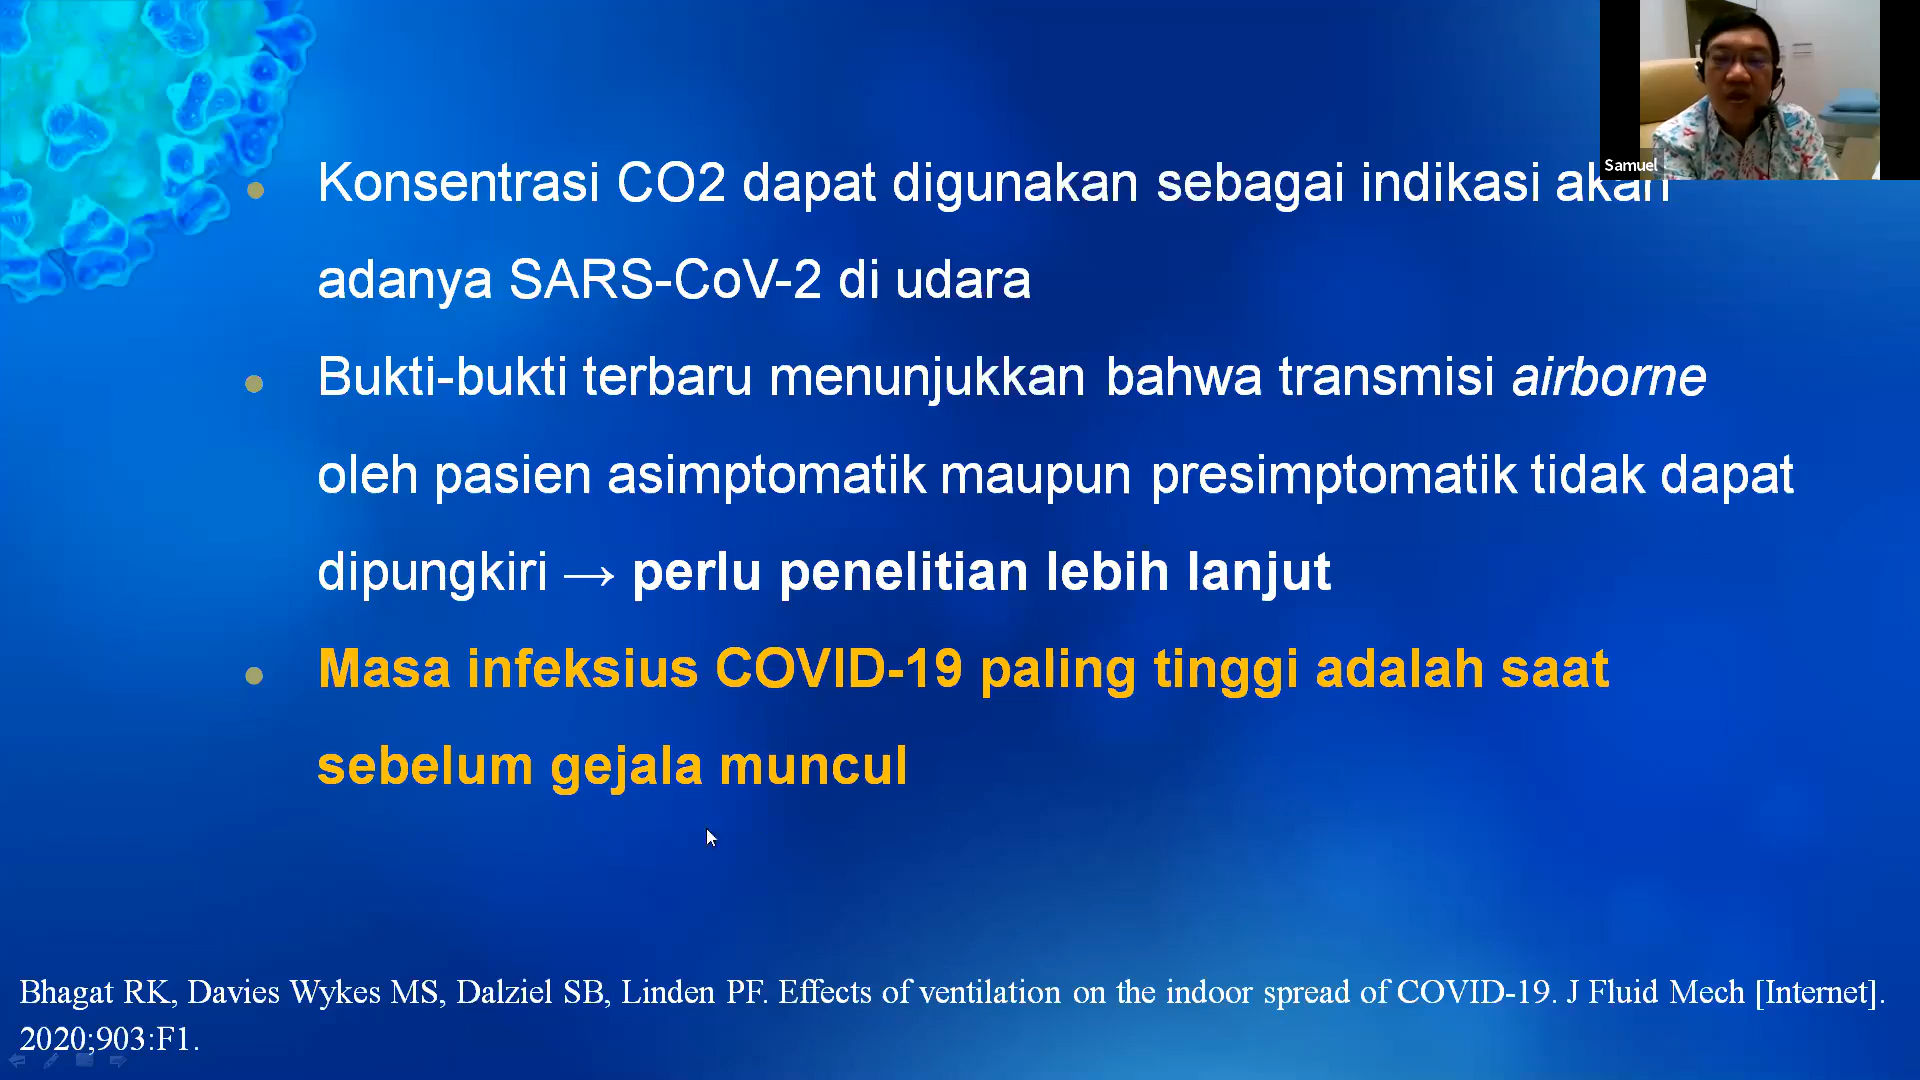 Samuel
Konsentrasi CO2 dapat digunakan sebagai indikasi akan
adanya SARS-CoV-2 di udara
Bukti-bukti terbaru menunjukkan bahwa transmisi airborne
oleh pasien asimptomatik maupun presimptomatik tidak dapat
dipungkiri → perlu penelitian lebih lanjut
Masa infeksius COVID-19 paling tinggi adalah saat
sebelum gejala muncul
Bhagat RK, Davies Wykes MS, Dalziel SB, Linden PF. Effects of ventilation on the indoor spread of COVID-19. J Fluid Mech [Internet].
2020;903:F1.